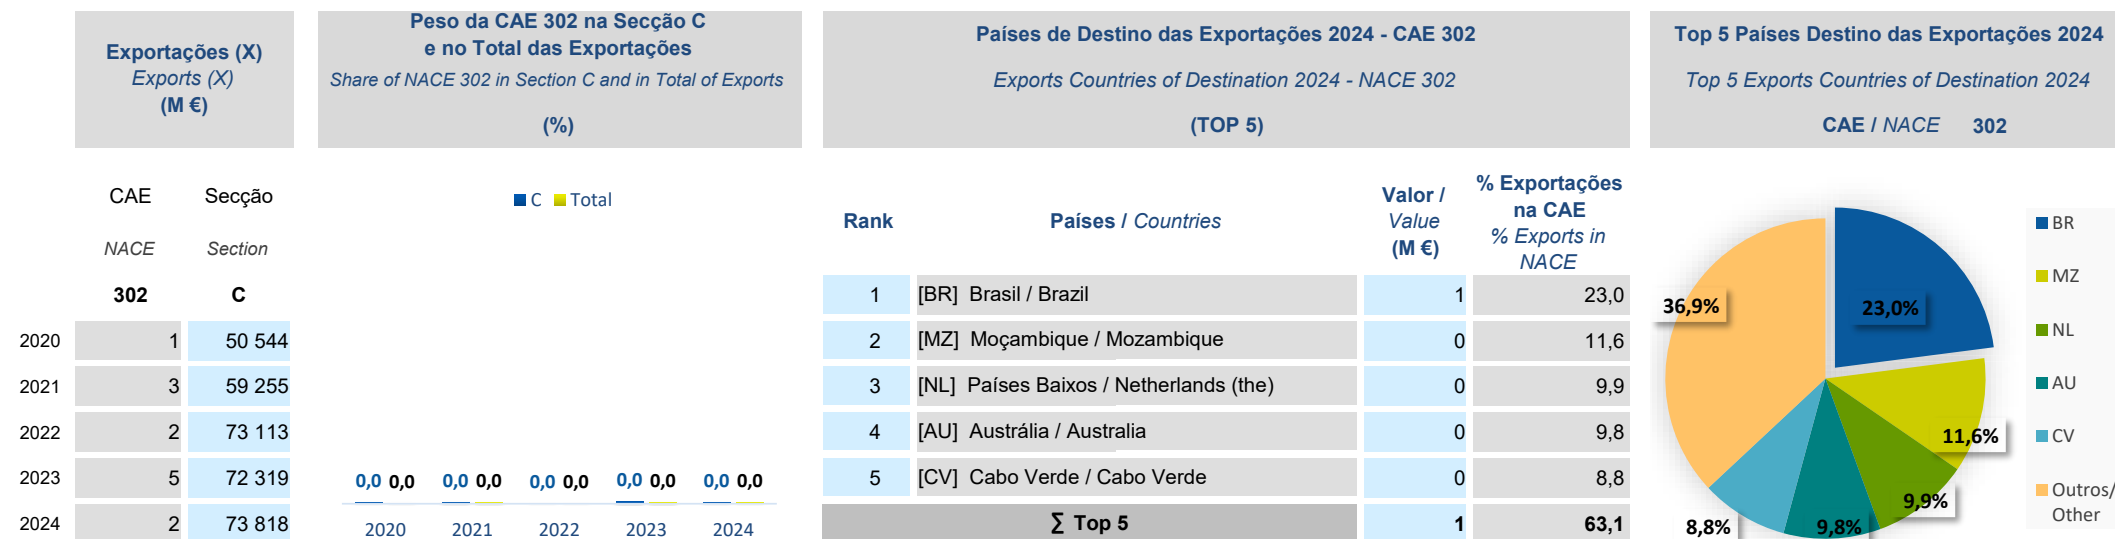 Exportações (X)
Exports (X)
(M €)
Peso da CAE 302 na Secção C
e no Total das Exportações
Share of NACE 302 in Section C and in Total of Exports
(%)
Países de Destino das Exportações 2024 - CAE 302
Exports Countries of Destination 2024 - NACE 302
(TOP 5)
Top 5 Países Destino das Exportações 2024
Top 5 Exports Countries of Destination 2024
CAE / NACE 302
CAE Secção
NACE Section
302 C
2020 1 50 544
2021 3 59 255
2022 2 73 113
2023 5 72 319
2024 2 73 818
C Total
0,0 0,0 0,0 0,0 0,0 0,0 0,0 0,0 0,0 0,0
2020 2021 2022 2023 2024
Rank
Países / Countries
Valor /
Value
(M €)
% Exportações
na CAE
% Exports in
NACE
1 [BR] Brasil / Brazil 1 23,0
2 [MZ] Moçambique / Mozambique 0 11,6
3 [NL] Países Baixos / Netherlands (the) 0 9,9
4 [AU] Austrália / Australia 0 9,8
5 [CV] Cabo Verde / Cabo Verde 0 8,8
∑ Top 5 1 63,1
36,9%
23,0%
11,6%
9,9%
9,8%
8,8%
BR
MZ
NL
AU
CV
Outros/
Other